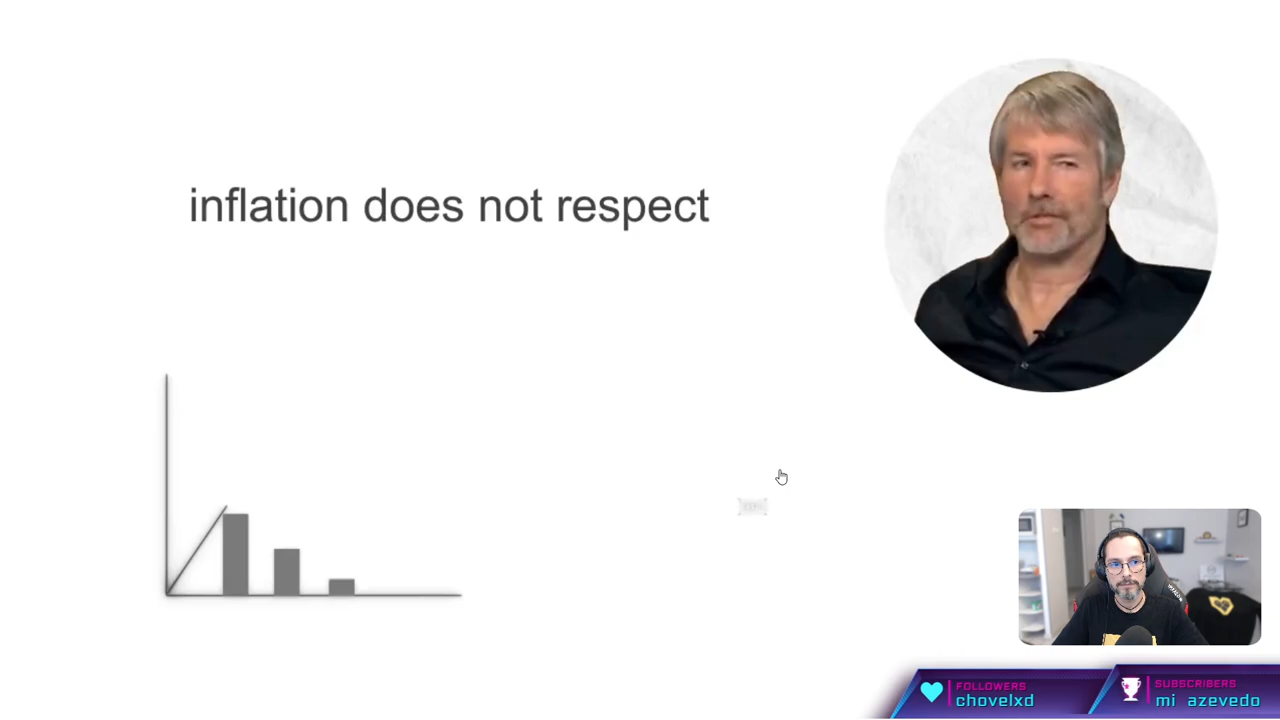 inflation does not respect
FOLLOWERS
chovelxd
SUBSCRIBERS
mi azevedo